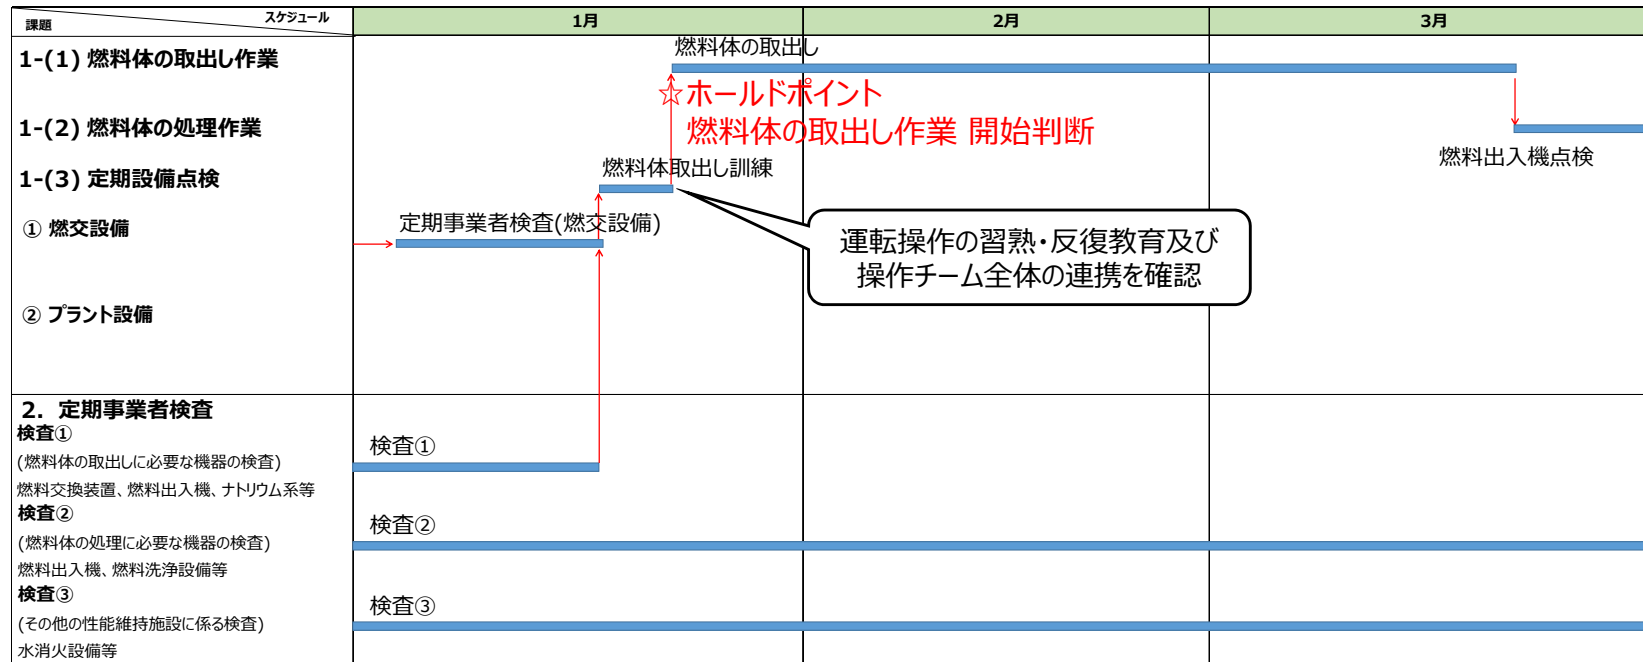 スケジュール
課題
1月
2月
3月
1-(1) 燃料体の取出し作業
燃料体の取出し
☆ホールドポイント
燃料体の取出し作業 開始判断
1-(2) 燃料体の処理作業
燃料出入機点検
1-(3) 定期設備点検
燃料体取出し訓練
① 燃交設備
定期事業者検査(燃交設備)
運転操作の習熟・反復教育及び
操作チーム全体の連携を確認
② プラント設備
2. 定期事業者検査
検査①
検査①
(燃料体の取出しに必要な機器の検査)
燃料交換装置、燃料出入機、ナトリウム系等
検査②
検査②
(燃料体の処理に必要な機器の検査)
燃料出入機、燃料洗浄設備等
検査③
検査③
(その他の性能維持施設に係る検査)
水消火設備等